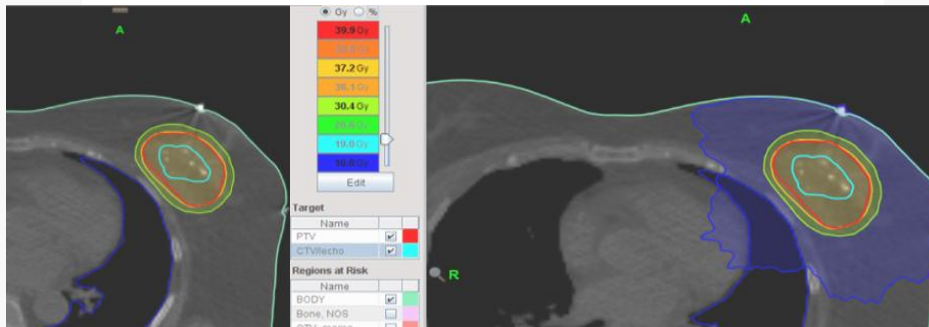 A
Gy %
39.9 Gy
37.2 Gy
30.4 Gy
19.0 Gy
Edit
Target
Name
PTV
CTVlecho
Regions at Risk
Name
BODY
Bone, NOS
A
R